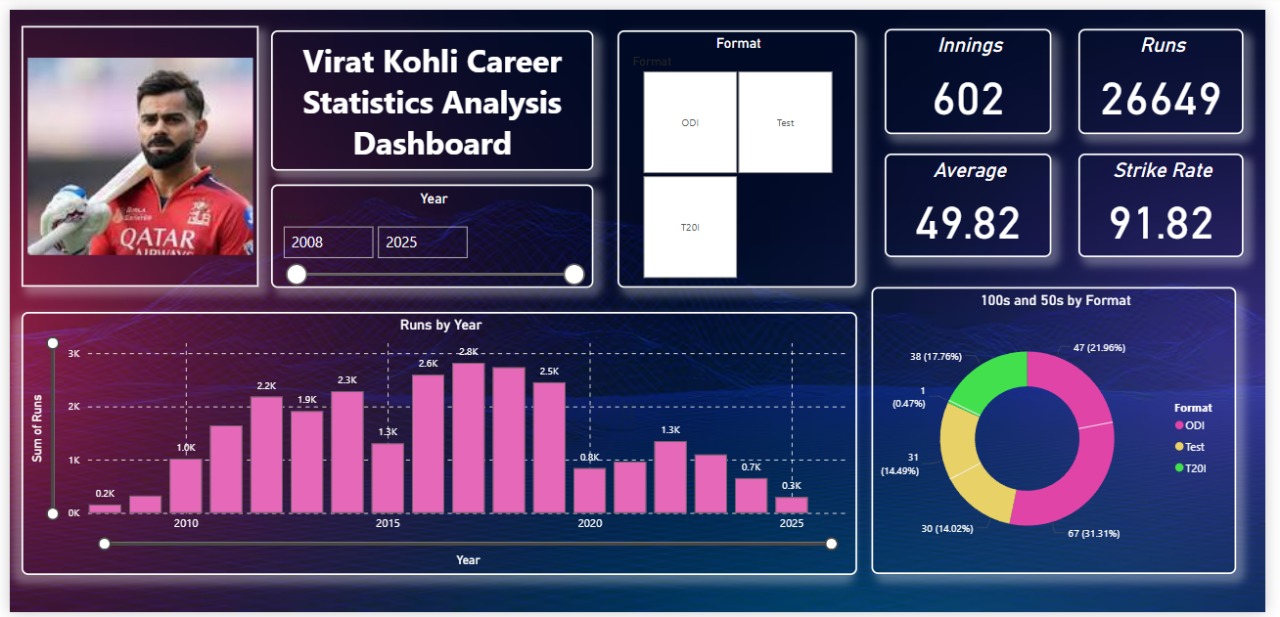 Virat Kohli Career
Statistics Analysis
Dashboard
BIRLA
ESTATES
QATAR
AIRWAYS
Year
2008
2025
Format
Format
ODI
Test
T20I
Innings
602
Runs
26649
Average
49.82
Strike Rate
91.82
Runs by Year
Sum of Runs
3K
2K
1K
0K
0.2K
1.0K
2.2K
1.9K
2.3K
1.3K
2.6K
2.8K
2.5K
0.8K
1.3K
0.7K
0.3K
2010
2015
2020
2025
Year
100s and 50s by Format
47 (21.96%)
67 (31.31%)
30 (14.02%)
31
(14.49%)
1
(0.47%)
38 (17.76%)
Format
ODI
Test
T20I